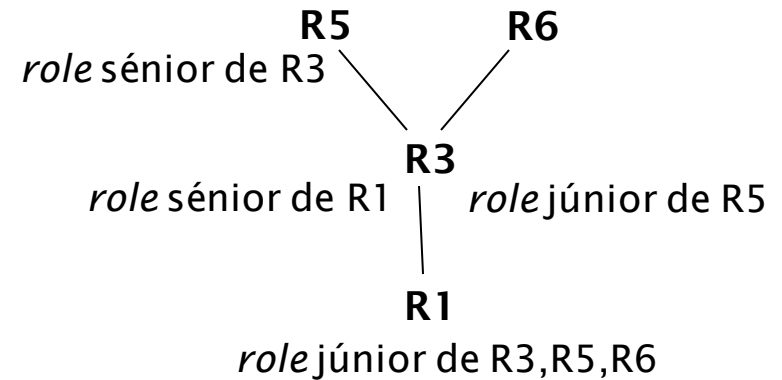 R5 R6
role sénior de R3
R3
role sénior de R1 role júnior de R5
R1
role júnior de R3,R5,R6